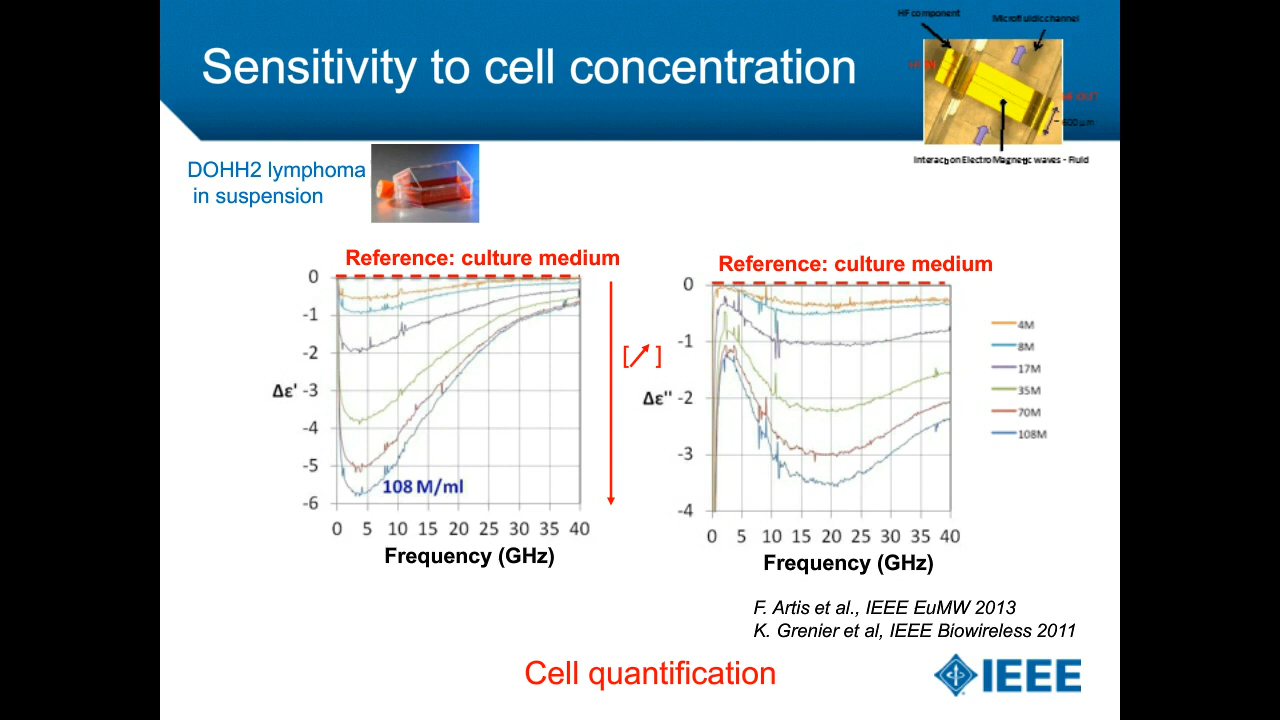 HF component
Microfluidic channel
Sensitivity to cell concentration
~ 600 µm
Interaction Electro Magnetic waves - Fluid
DOHH2 lymphoma
in suspension
Reference: culture medium
0
-1
-2
-3
-4
-5
-6
Δε'
108 M/ml
0 5 10 15 20 25 30 35 40
Frequency (GHz)
[ ]
Reference: culture medium
0
-1
-2
-3
-4
Δε"
0 5 10 15 20 25 30 35 40
Frequency (GHz)
4M
8M
17M
35M
70M
108M
F. Artis et al., IEEE EuMW 2013
K. Grenier et al, IEEE Biowireless 2011
Cell quantification
IEEE